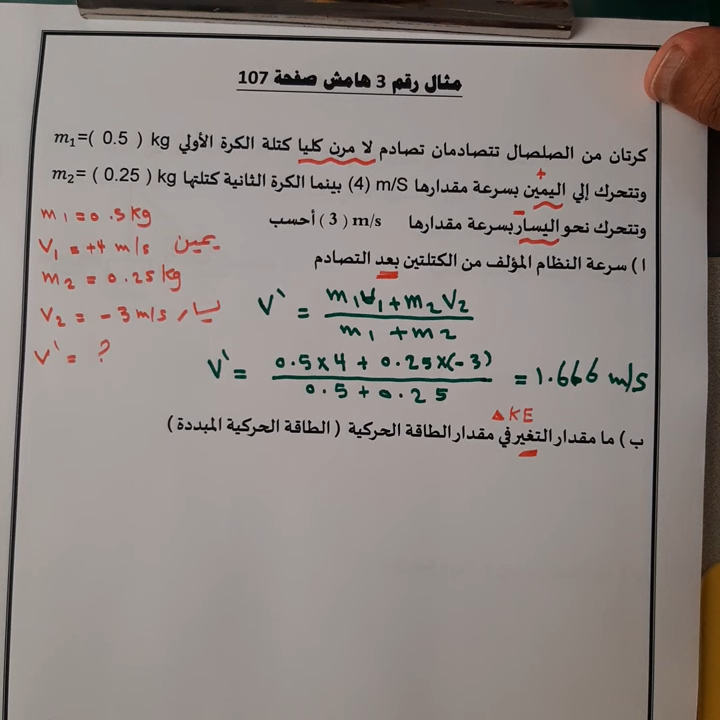 مثال رقم 3 هامش صفحة 107
كرتان من الصلصال تتصادمان تصادم لا مرن كليا كتلة الكرة الأولي m₁=( 0.5 ) kg
+
وتتحرك إلي اليمين بسرعة مقدارها (4) m/S بينما الكرة الثانية كتلتها m₂= ( 0.25 ) kg
-
وتتحرك نحو اليسار بسرعة مقدارها m/s ( 3 ) أحسب
m1 = 0.5 kg
V₁ = +4 m/s يمين
m2 = 0.25 kg
V₂ = -3 m/s يسار
V` = ?
ا ) سرعة النظام المؤلف من الكتلتين بعد التصادم
V` = (m₁V₁ + m₂V₂) / (m₁ + m2)
V` = (0.5 x 4 + 0.25 x (-3)) / (0.5 + 0.25) = 1.666 m/s
▲KE
ب ) ما مقدار التغير في مقدار الطاقة الحركية ( الطاقة الحركية المبددة )